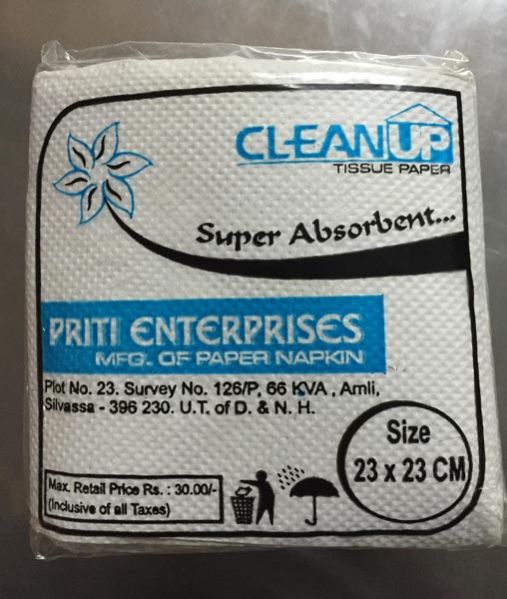 CLEANUP
TISSUE PAPER
Super Absorbent...
PRITI ENTERPRISES
MFG. OF PAPER NAPKIN
Plot No. 23. Survey No. 126/P, 66 KVA , Amli,
Silvassa - 396 230. U.T. of D. & N. H.
Size
23 x 23 CM
Max. Retail Price Rs. : 30.00/-
(Inclusive of all Taxes)